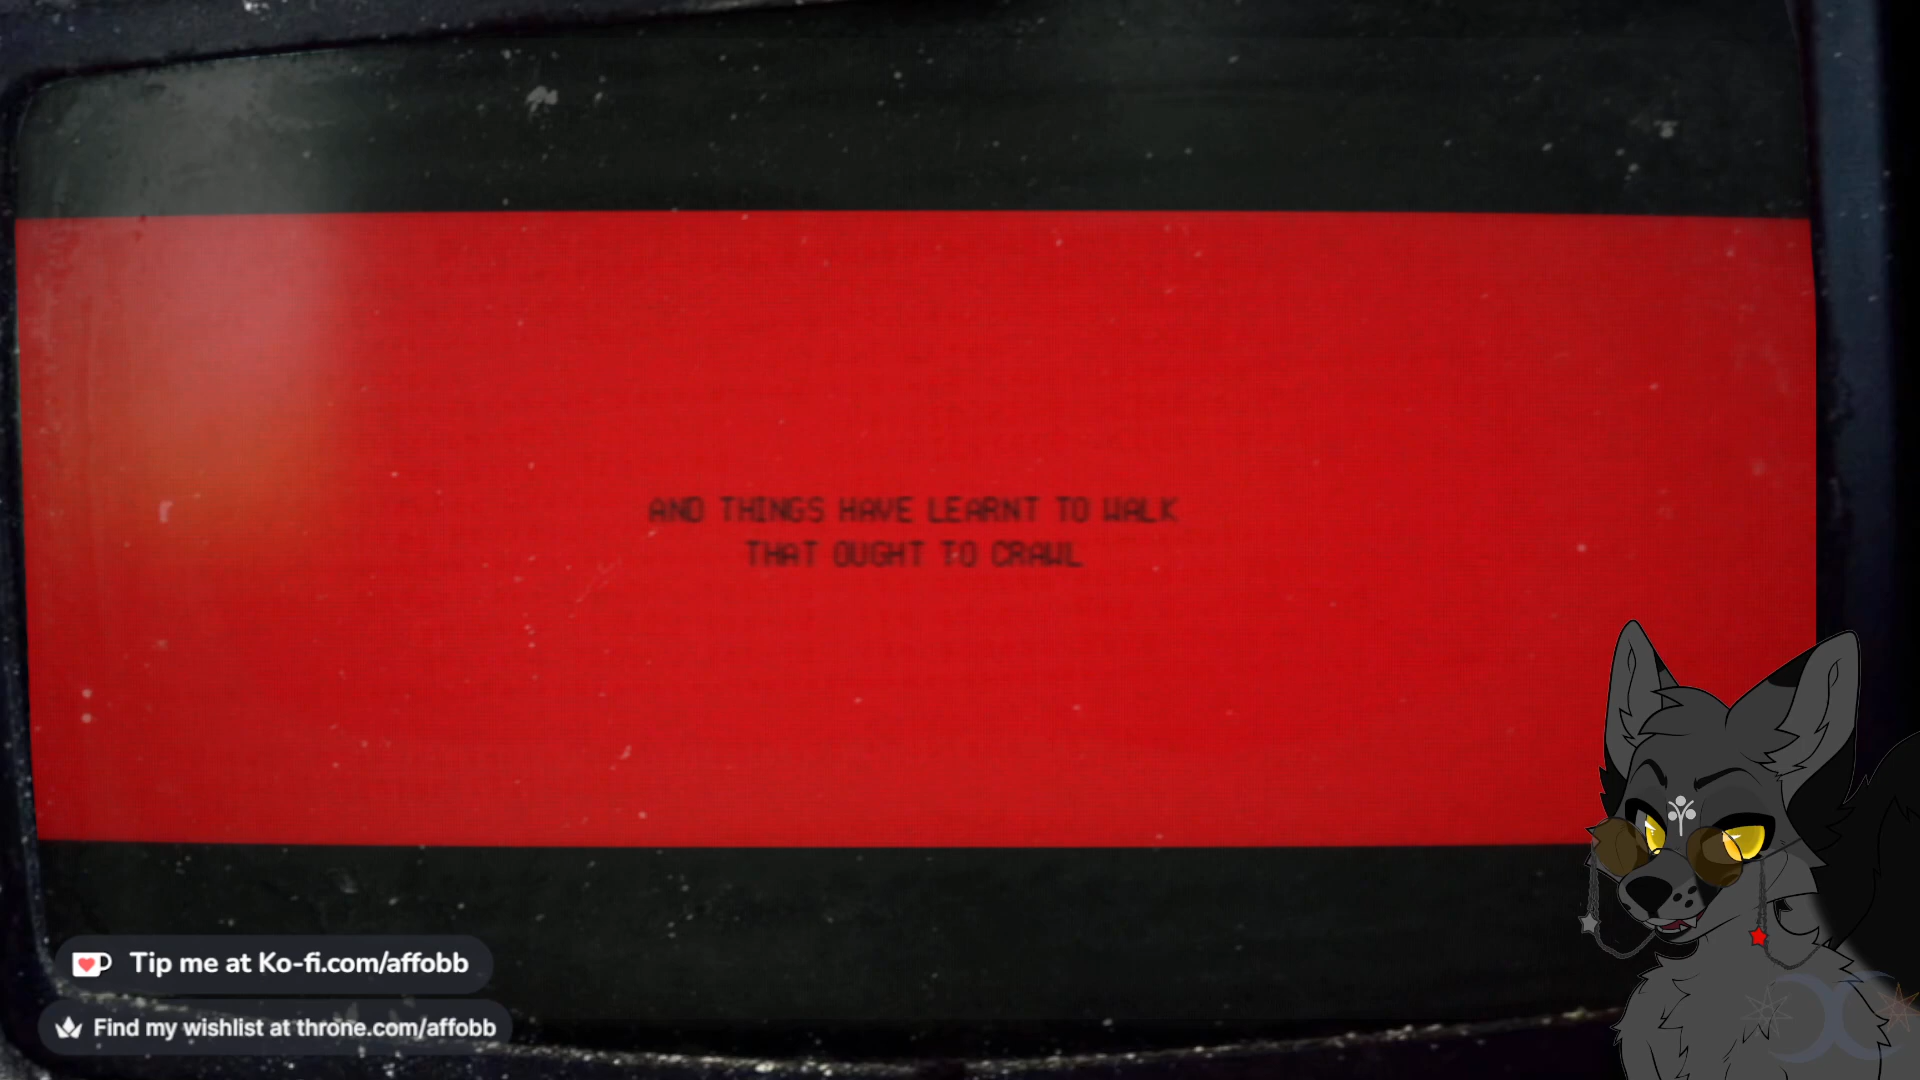 AND THINGS HAVE LEARNT TO WALK
THAT OUGHT TO CRAWL
Tip me at Ko-fi.com/affobb
Find my wishlist at throne.com/affobb